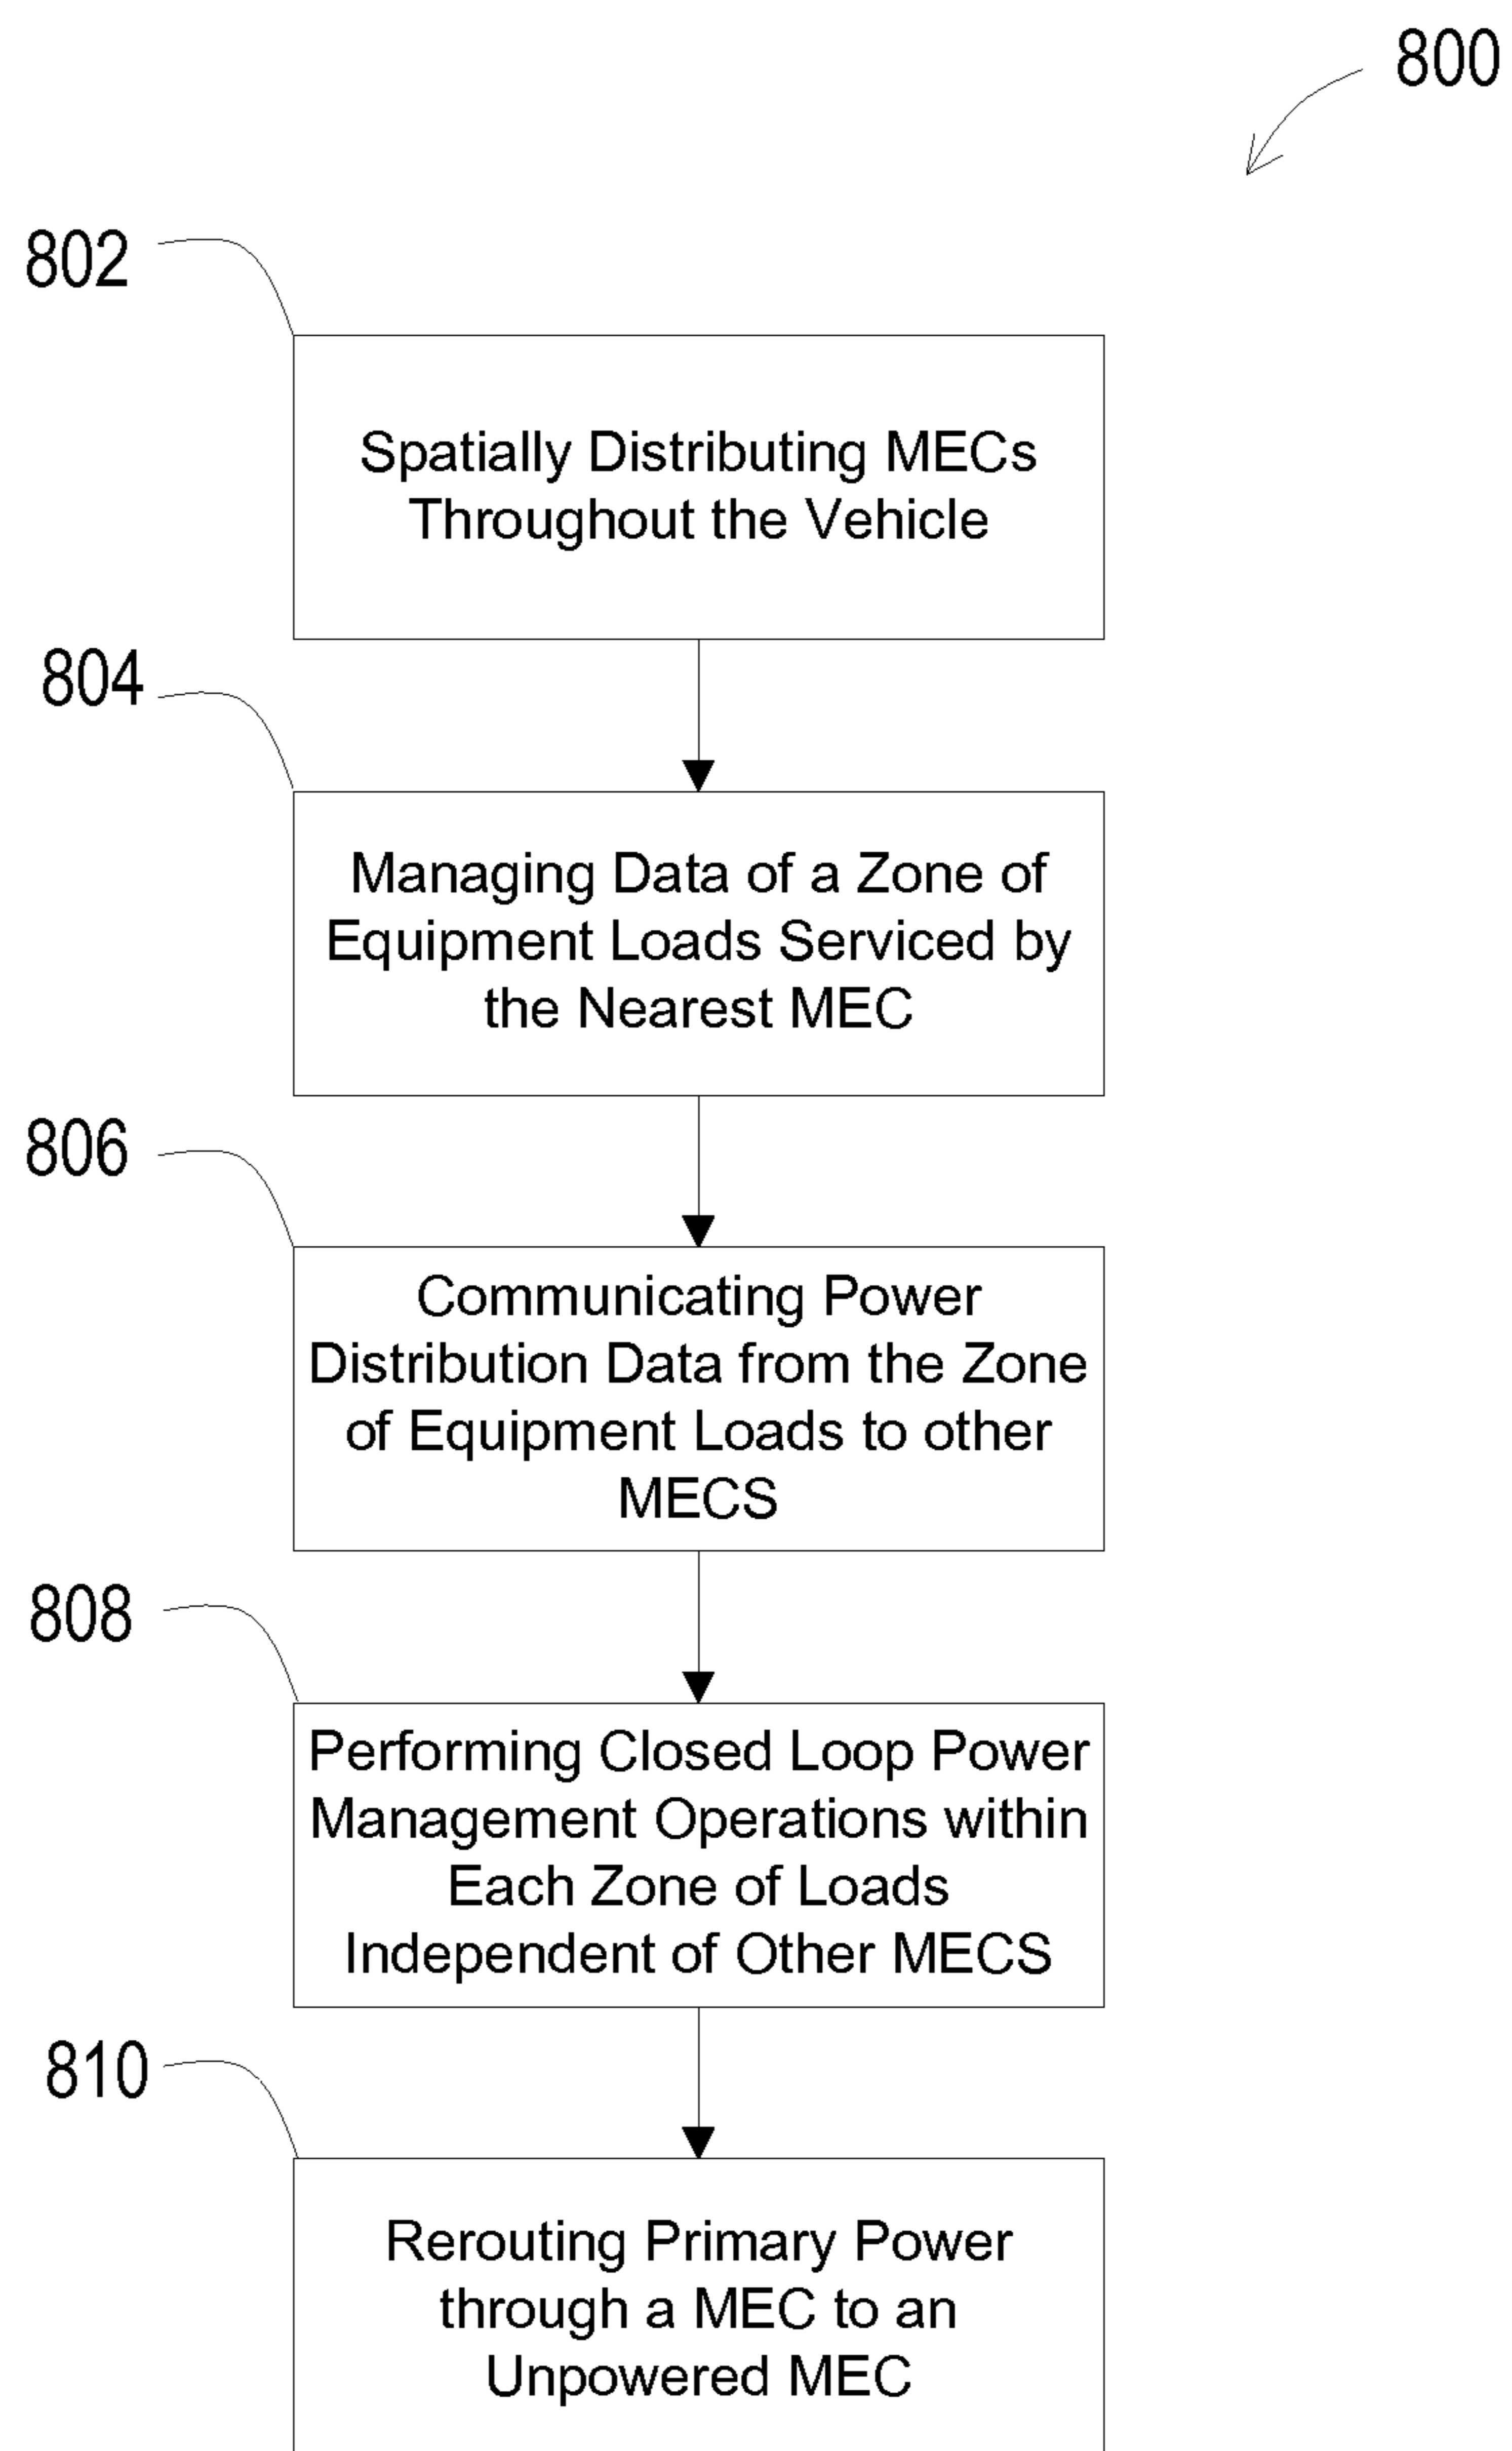 800
802
Spatially Distributing MECs
Throughout the Vehicle
804
Managing Data of a Zone of
Equipment Loads Serviced by
the Nearest MEC
806
Communicating Power
Distribution Data from the Zone
of Equipment Loads to other
MECS
808
Performing Closed Loop Power
Management Operations within
Each Zone of Loads
Independent of Other MECS
810
Rerouting Primary Power
through a MEC to an
Unpowered MEC